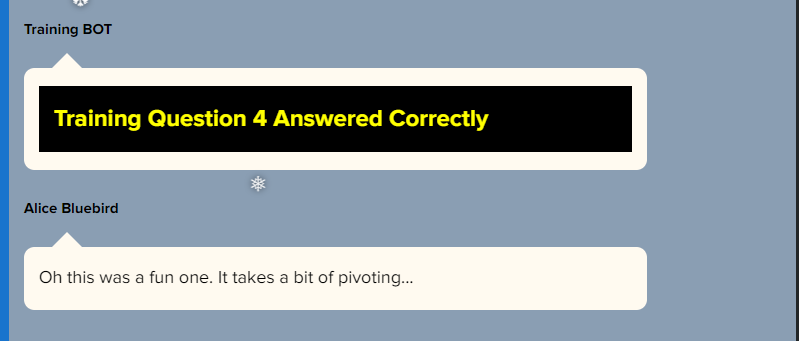 Training BOT
Training Question 4 Answered Correctly
Alice Bluebird
Oh this was a fun one. It takes a bit of pivoting...